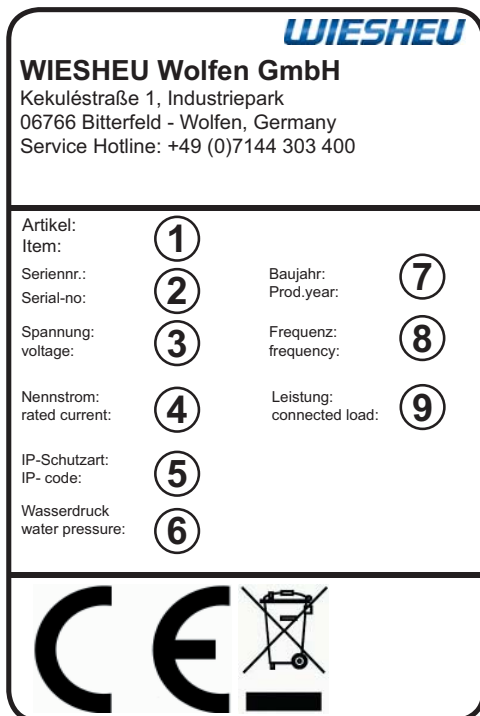 WIESHEU
WIESHEU Wolfen GmbH
Kekuléstraße 1, Industriepark
06766 Bitterfeld - Wolfen, Germany
Service Hotline: +49 (0)7144 303 400
Artikel:
Item:
1
Seriennr.:
Serial-no:
2
Baujahr:
Prod.year:
7
Spannung:
voltage:
3
Frequenz:
frequency:
8
Nennstrom:
rated current:
4
Leistung:
connected load:
9
IP-Schutzart:
IP- code:
5
Wasserdruck
water pressure:
6
CE